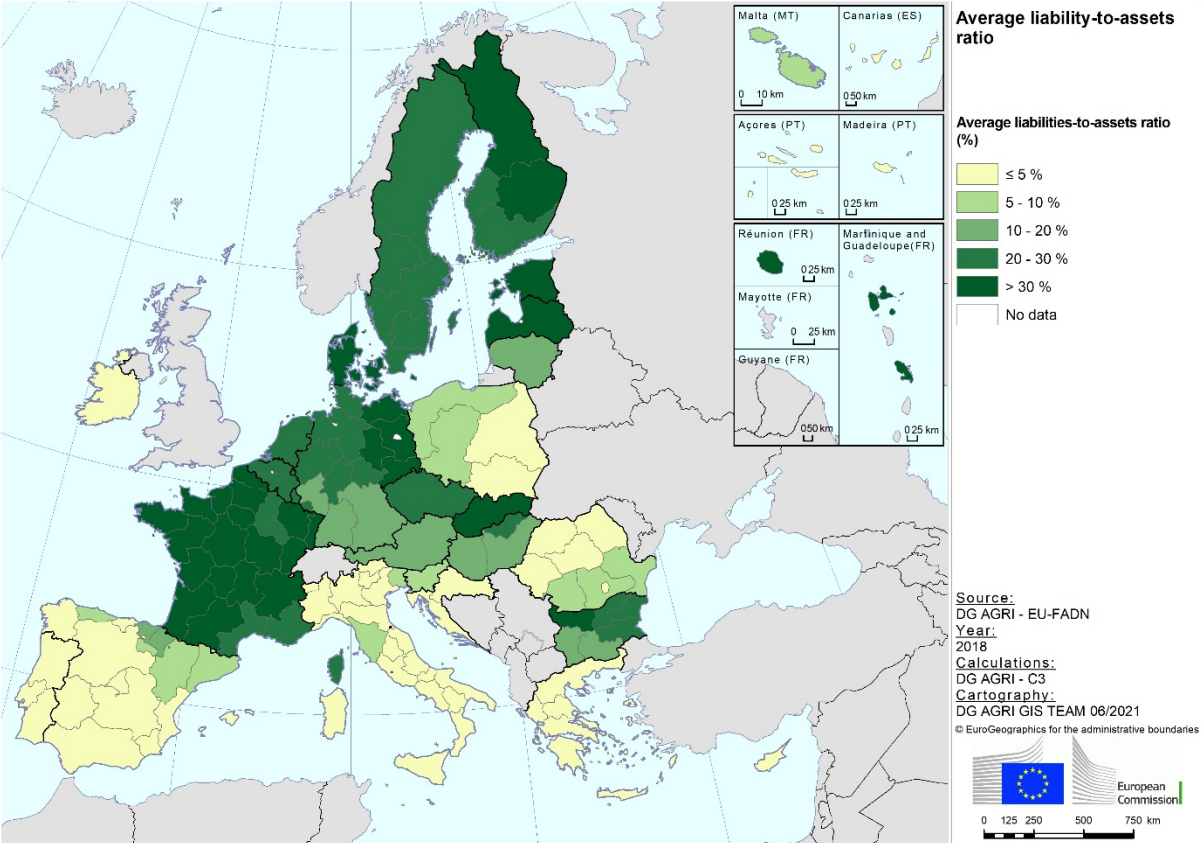 Malta (MT)
0 10 km
Canarias (ES)
0 50 km
Açores (PT)
0 25 km
Madeira (PT)
0 25 km
Réunion (FR)
0 25 km
Martinique and
Guadeloupe(FR)
0 25 km
Mayotte (FR)
0 25 km
Guyane (FR)
0 50 km
Average liability-to-assets
ratio
Average liabilities-to-assets ratio
(%)
≤ 5 %
5 - 10 %
10 - 20 %
20 - 30 %
> 30 %
No data
Source:
DG AGRI - EU-FADN
Year:
2018
Calculations:
DG AGRI - C3
Cartography:
DG AGRI GIS TEAM 06/2021
© EuroGeographics for the administrative boundaries
European
Commission
0 125 250 500 750 km